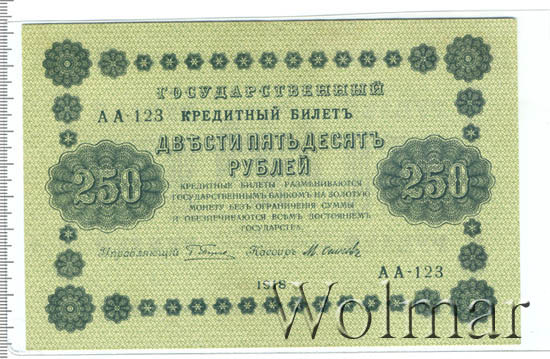 ГОСУДАРСТВЕННЫЙ
АА-123 КРЕДИТНЫЙ БИЛЕТЪ
ДВѢСТИ ПЯТЬДЕСЯТЪ
РУБЛЕЙ
250
250
КРЕДИТНЫЕ БИЛЕТЫ РАЗМѢНИВАЮТСЯ
ГОСУДАРСТВЕННЫМЪ БАНКОМЪ НА ЗОЛОТУЮ
МОНЕТУ БЕЗЪ ОГРАНИЧЕНІЯ СУММЫ
И ОБЕЗПЕЧИВАЮТСЯ ВСѢМЪ ДОСТОЯНІЕМЪ
ГОСУДАРСТВА.
Управляющій Кассиръ
1918
АА-123
Wolmar